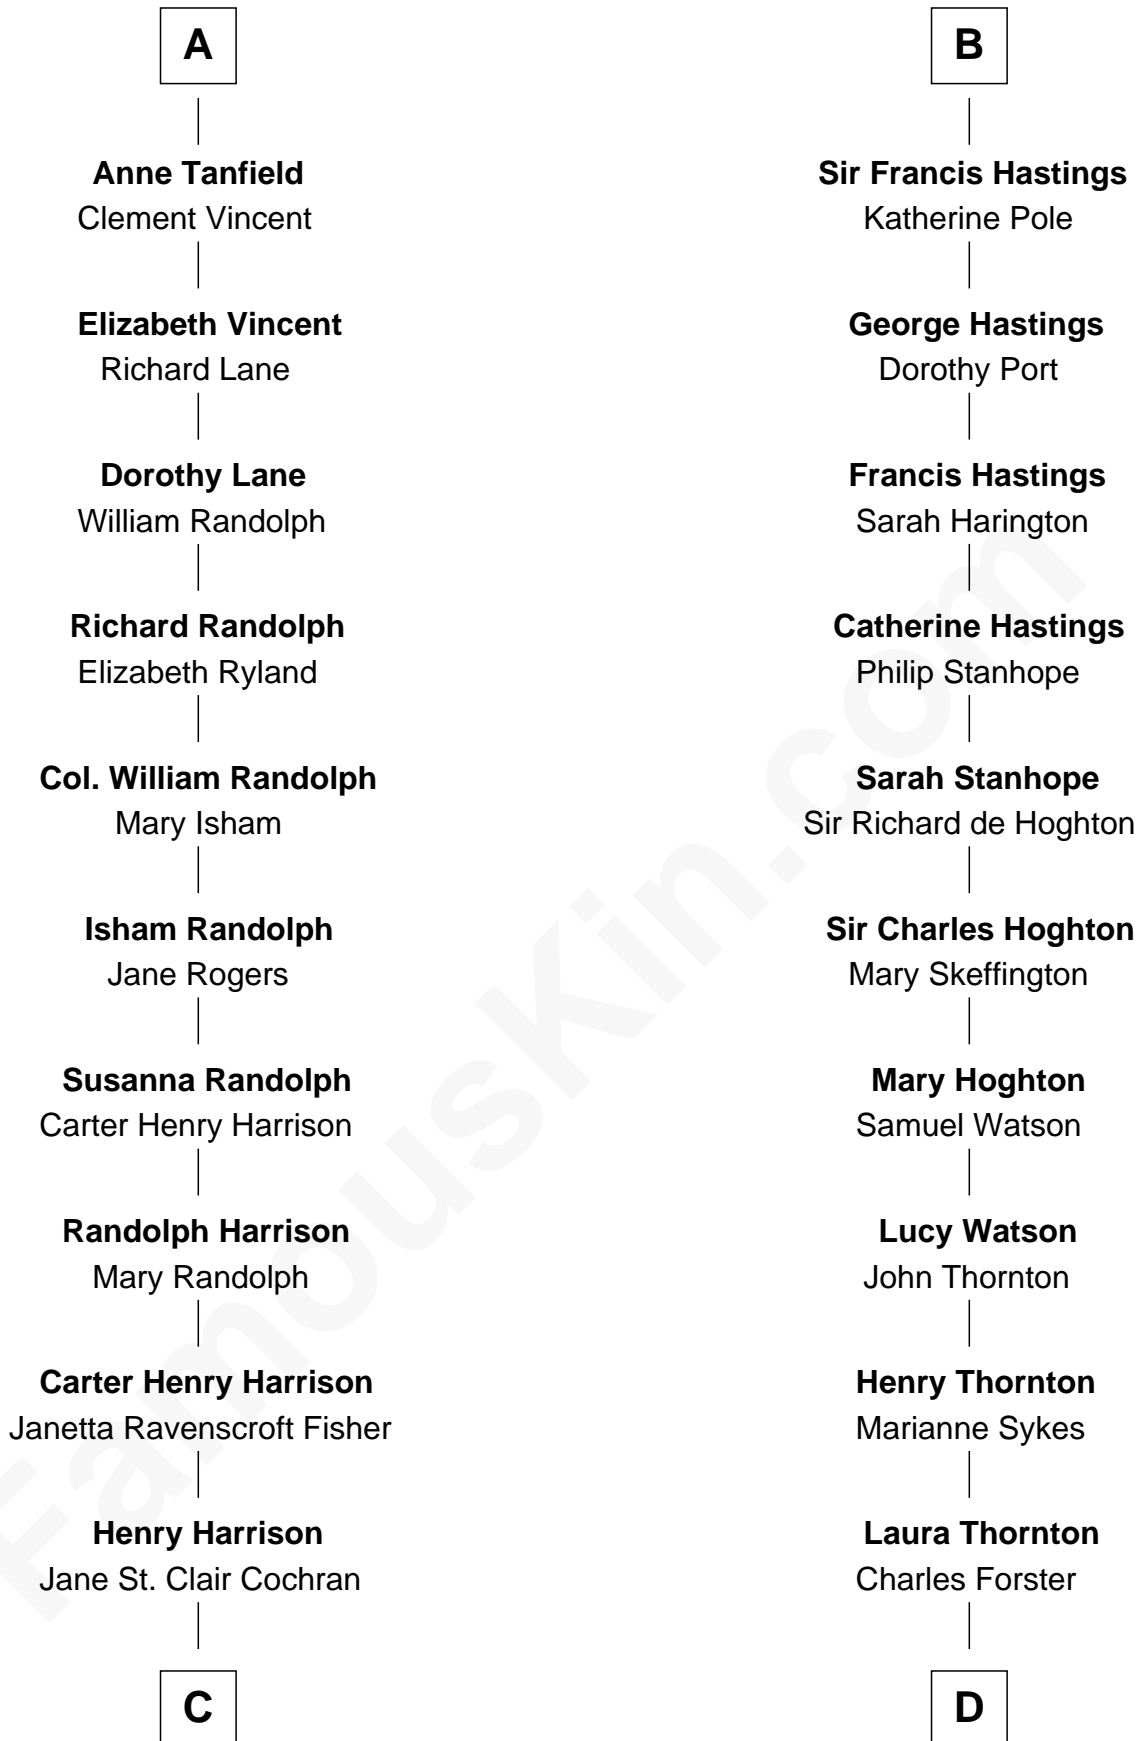 A
Anne Tanfield
Clement Vincent
Elizabeth Vincent
Richard Lane
Dorothy Lane
William Randolph
Richard Randolph
Elizabeth Ryland
Col. William Randolph
Mary Isham
Isham Randolph
Jane Rogers
Susanna Randolph
Carter Henry Harrison
Randolph Harrison
Mary Randolph
Carter Henry Harrison
Janetta Ravenscroft Fisher
Henry Harrison
Jane St. Clair Cochran
C
B
Sir Francis Hastings
Katherine Pole
George Hastings
Dorothy Port
Francis Hastings
Sarah Harington
Catherine Hastings
Philip Stanhope
Sarah Stanhope
Sir Richard de Hoghton
Sir Charles Hoghton
Mary Skeffington
Mary Hoghton
Samuel Watson
Lucy Watson
John Thornton
Henry Thornton
Marianne Sykes
Laura Thornton
Charles Forster
D
FamousKin.com